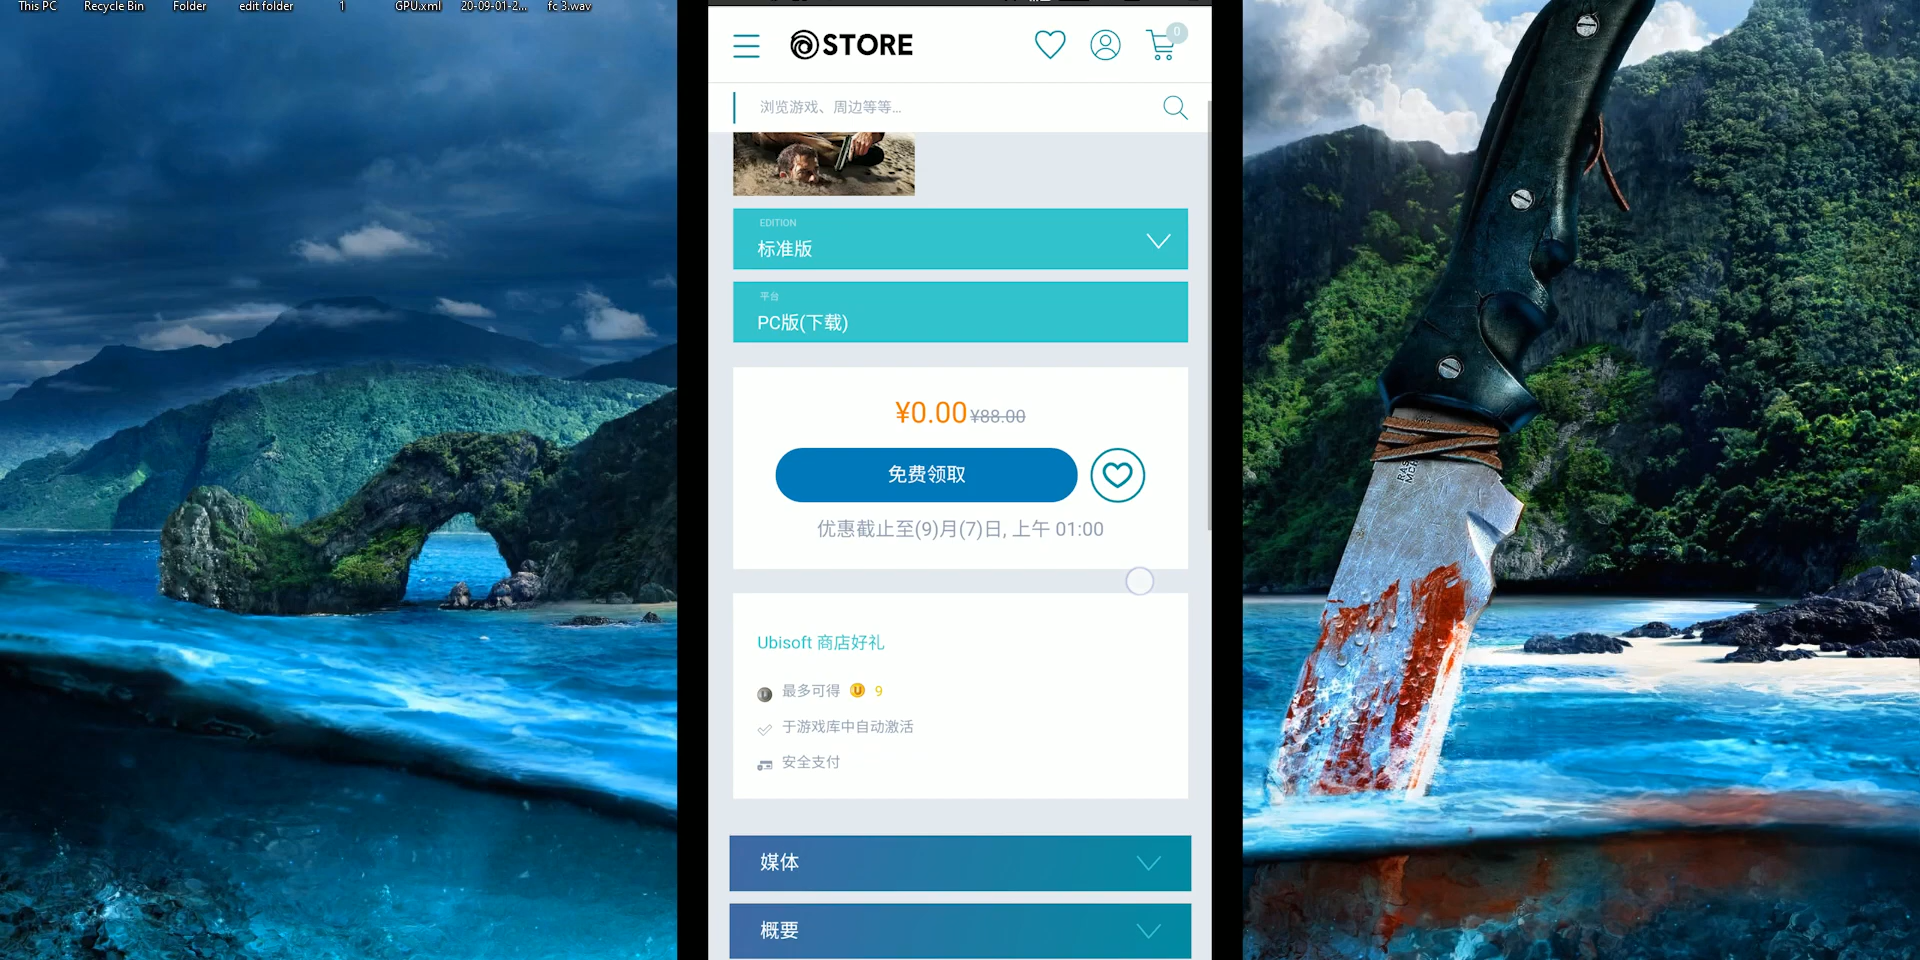 This PC
Recycle Bin
Folder
edit folder
1
GPU.xml
20-09-01-2...
fc 3.wav
STORE
0
浏览游戏、周边等等...
EDITION
标准版
平台
PC版(下载)
¥0.00 ¥88.00
免费领取
优惠截止至(9)月(7)日, 上午 01:00
Ubisoft 商店好礼
最多可得 9
于游戏库中自动激活
安全支付
媒体
概要